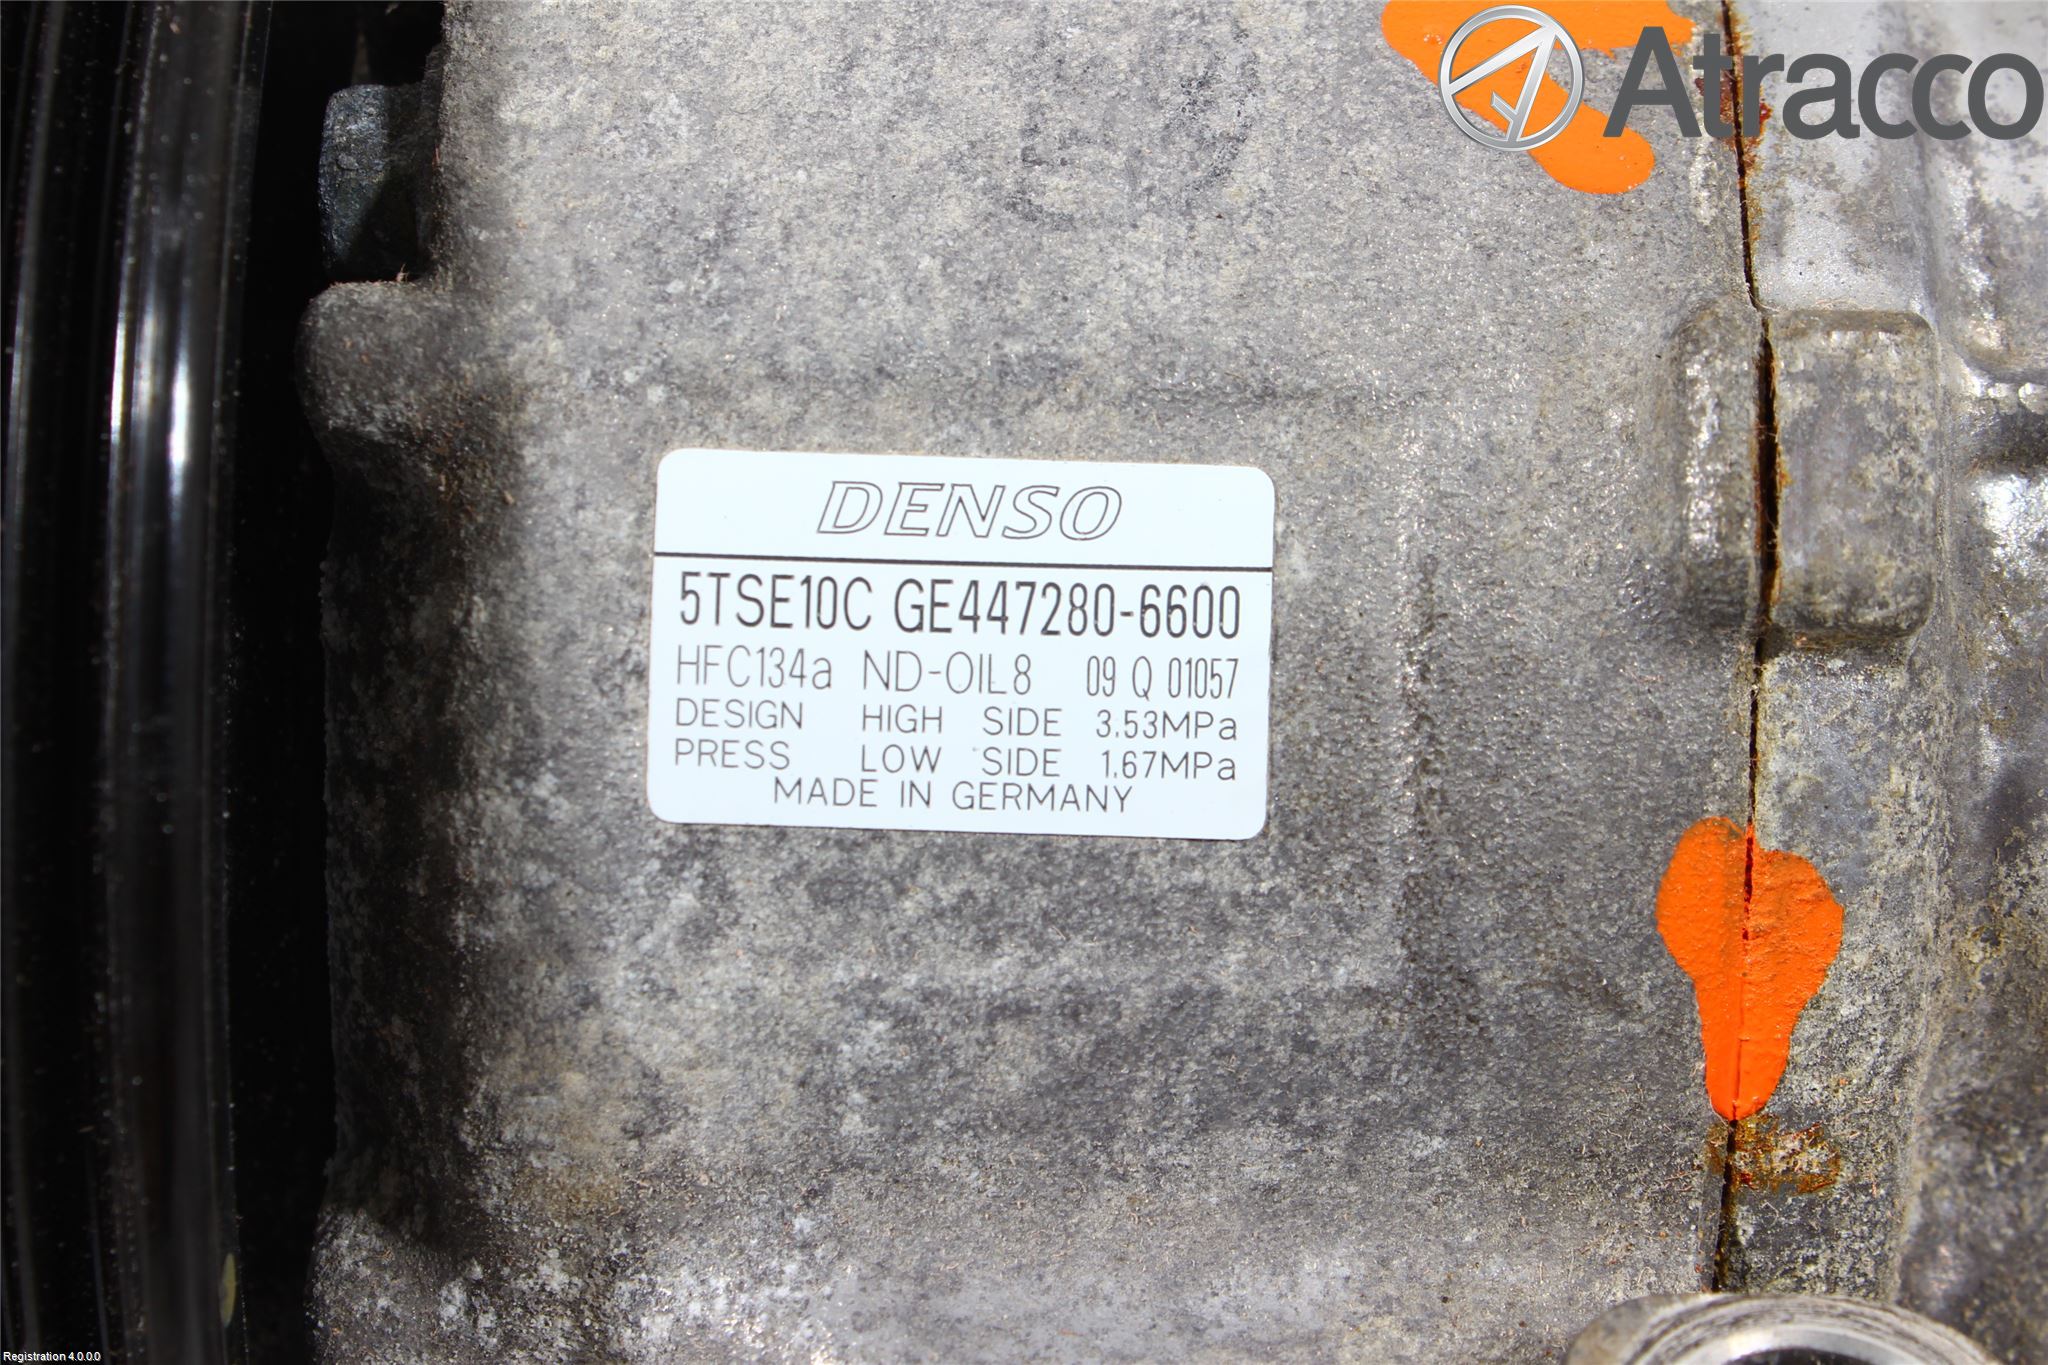 Atracco
DENSO
5TSE10C GE447280-6600
HFC134a ND-OIL8 09 Q 01057
DESIGN HIGH SIDE 3.53MPa
PRESS LOW SIDE 1.67MPa
MADE IN GERMANY
Registration 4.0.0.0